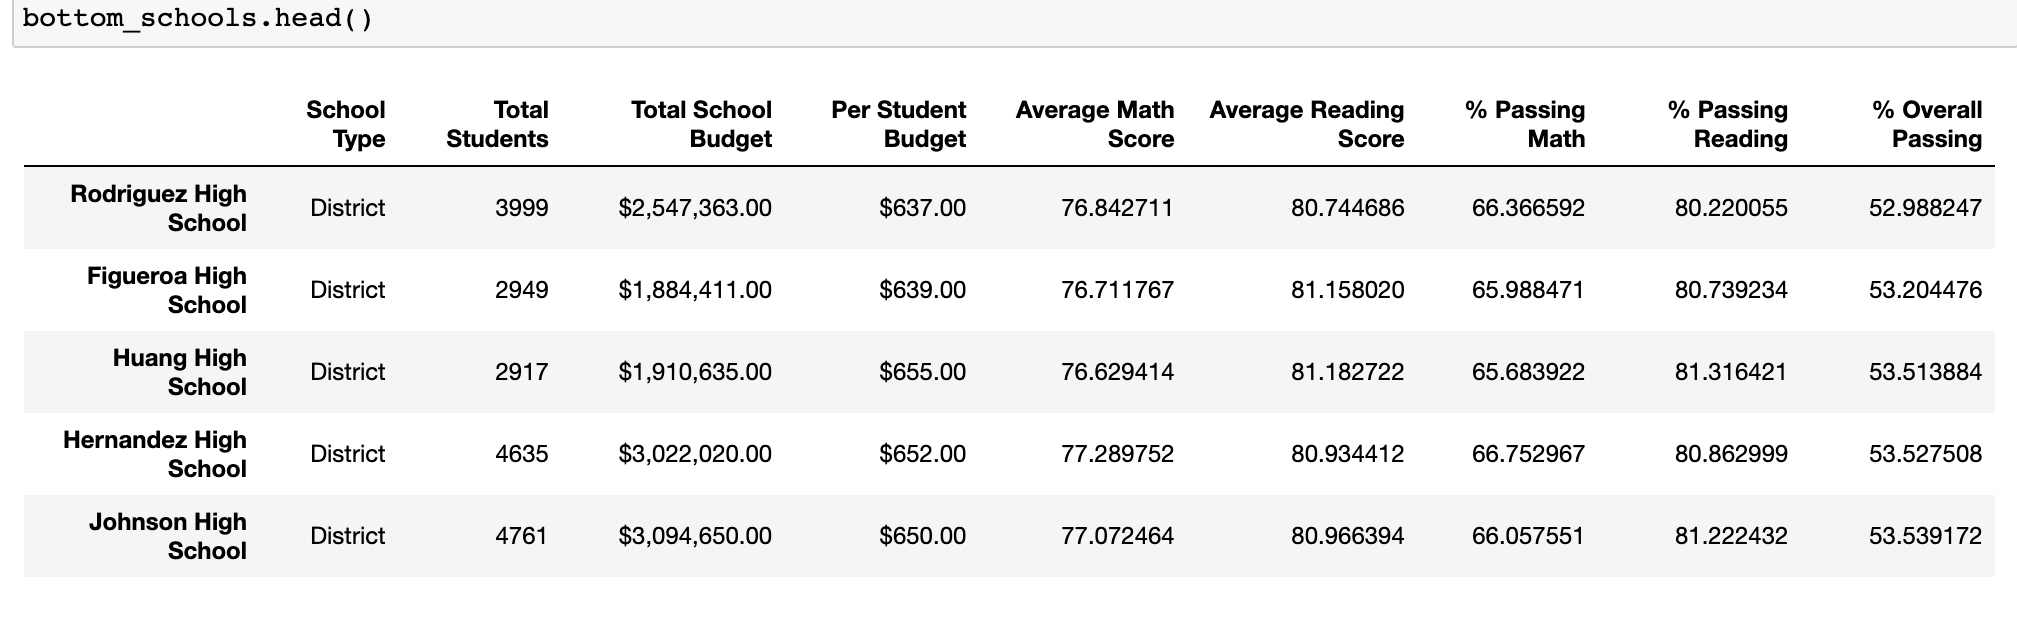 bottom_schools.head()
School Type Total Students Total School Budget Per Student Budget Average Math Score Average Reading Score % Passing Math % Passing Reading % Overall Passing
Rodriguez High School District 3999 $2,547,363.00 $637.00 76.842711 80.744686 66.366592 80.220055 52.988247
Figueroa High School District 2949 $1,884,411.00 $639.00 76.711767 81.158020 65.988471 80.739234 53.204476
Huang High School District 2917 $1,910,635.00 $655.00 76.629414 81.182722 65.683922 81.316421 53.513884
Hernandez High School District 4635 $3,022,020.00 $652.00 77.289752 80.934412 66.752967 80.862999 53.527508
Johnson High School District 4761 $3,094,650.00 $650.00 77.072464 80.966394 66.057551 81.222432 53.539172